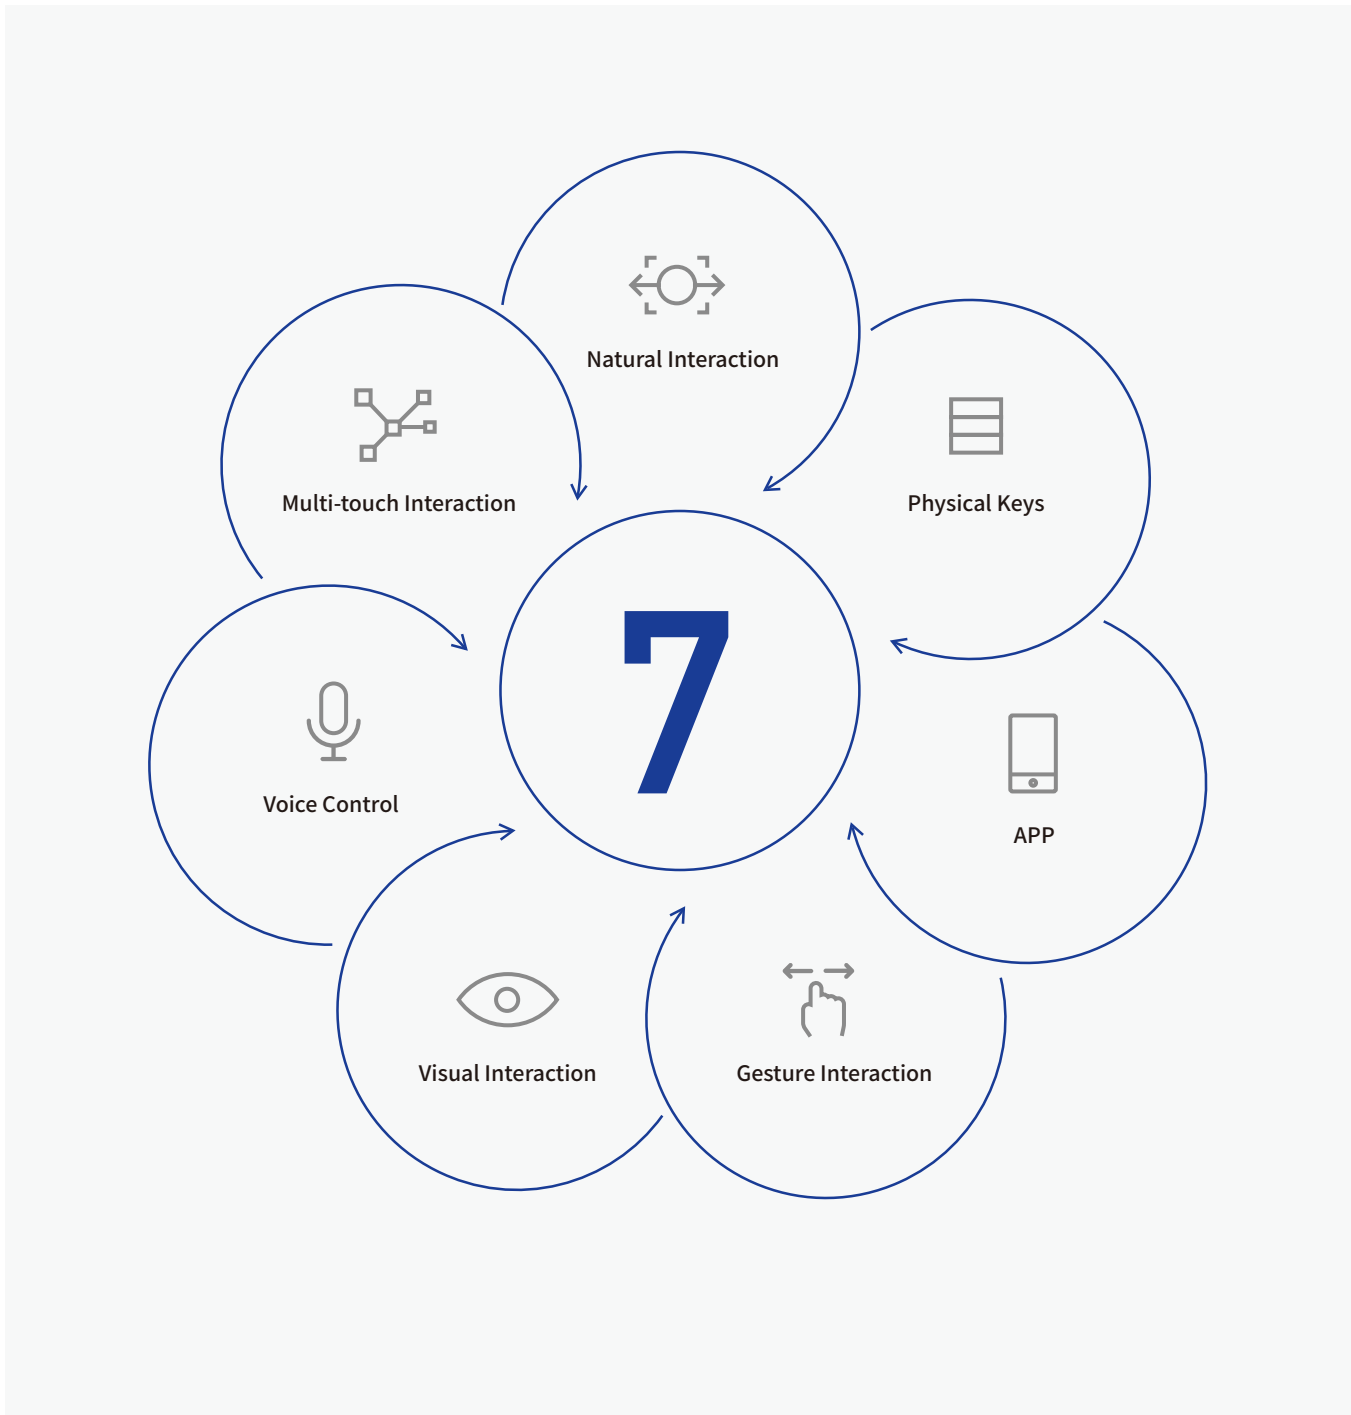 Natural Interaction
Multi-touch Interaction
Physical Keys
7
Voice Control
APP
Visual Interaction
Gesture Interaction